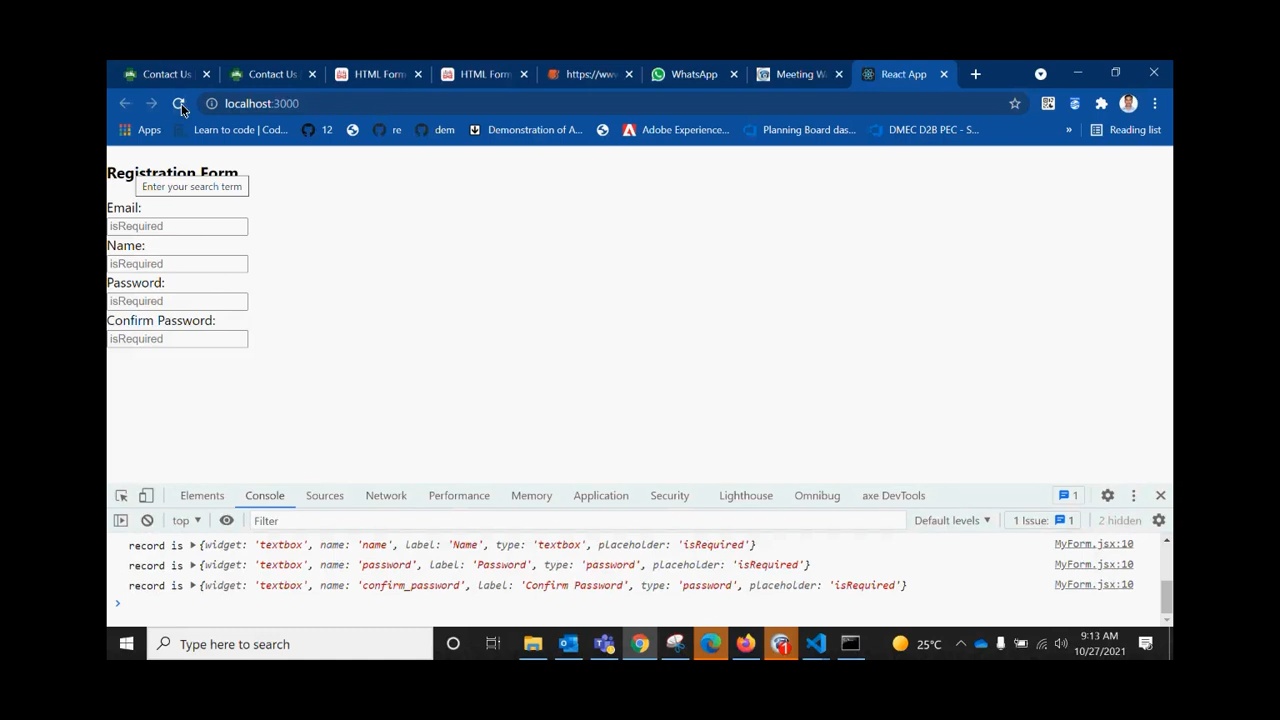 Contact Us
Contact Us
HTML Form
HTML Form
https://ww
WhatsApp
Meeting W
React App
localhost:3000
Apps
Learn to code | Cod...
12
re
dem
Demonstration of A...
Adobe Experience...
Planning Board das...
DMEC D2B PEC - S...
»
Reading list
Registration Form
Enter your search term
Email:
isRequired
Name:
isRequired
Password:
isRequired
Confirm Password:
isRequired
Elements Console Sources Network Performance Memory Application Security Lighthouse Omnibug axe DevTools
1
top
Filter
Default levels
1 Issue: 1
2 hidden
record is {widget: 'textbox', name: 'name', label: 'Name', type: 'textbox', placeholder: 'isRequired'} MyForm.jsx:10
record is {widget: 'textbox', name: 'password', label: 'Password', type: 'password', placeholder: 'isRequired'} MyForm.jsx:10
record is {widget: 'textbox', name: 'confirm_password', label: 'Confirm Password', type: 'password', placeholder: 'isRequired'} MyForm.jsx:10
Type here to search
1
25°C
9:13 AM
10/27/2021